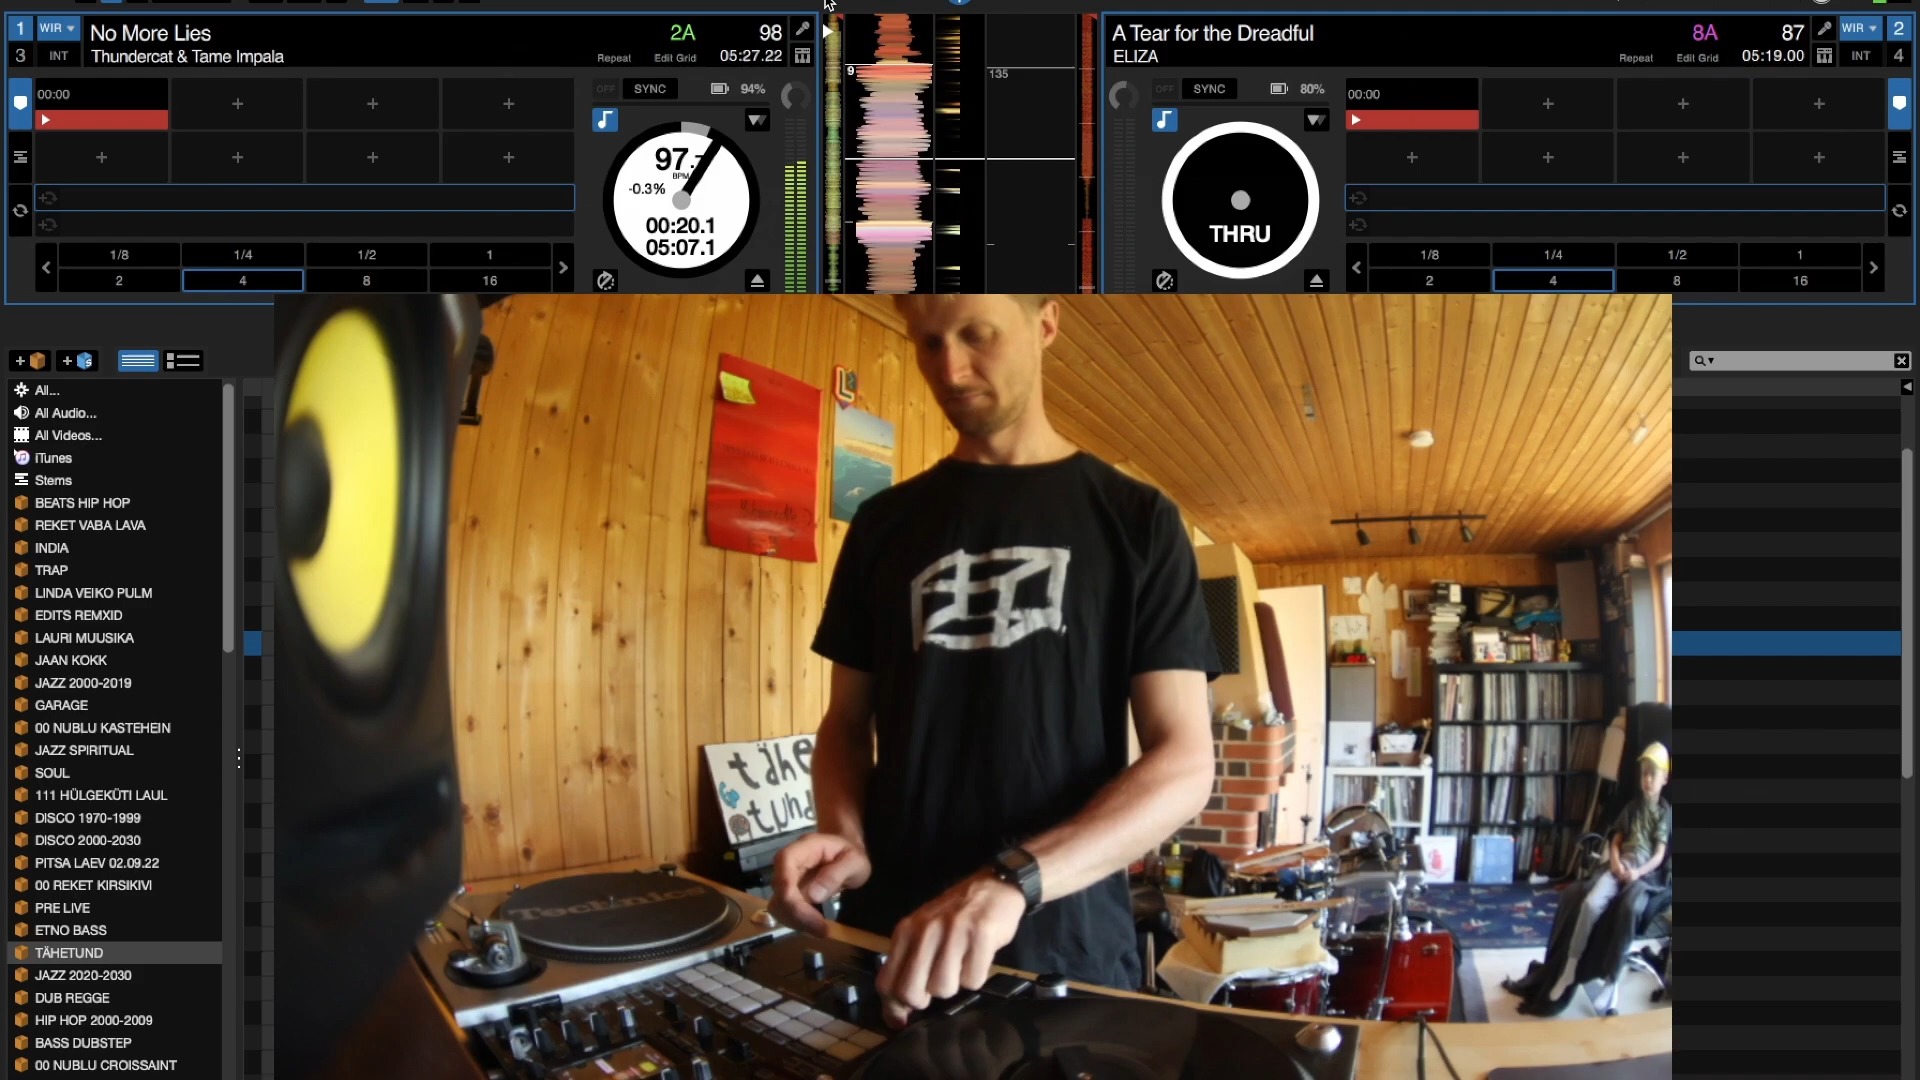 1 WIR No More Lies 2A 98
3 INT Thundercat & Tame Impala Repeat Edit Grid 05:27.22
A Tear for the Dreadful 8A 87 WIR 2
ELIZA Repeat Edit Grid 05:19.00 INT 4
00:00
OFF SYNC 94%
97.
BPM
-0.3%
00:20.1
05:07.1
1/8 1/4 1/2 1
2 4 8 16
9
135
OFF SYNC 80%
THRU
00:00
1/8 1/4 1/2 1
2 4 8 16
All...
All Audio...
All Videos...
iTunes
Stems
BEATS HIP HOP
REKET VABA LAVA
INDIA
TRAP
LINDA VEIKO PULM
EDITS REMXID
LAURI MUUSIKA
JAAN KOKK
JAZZ 2000-2019
GARAGE
00 NUBLU KASTEHEIN
JAZZ SPIRITUAL
SOUL
111 HÜLGEKÜTI LAUL
DISCO 1970-1999
DISCO 2000-2030
PITSA LAEV 02.09.22
00 REKET KIRSIKIVI
PRE LIVE
ETNO BASS
TÄHETUND
JAZZ 2020-2030
DUB REGGE
HIP HOP 2000-2009
BASS DUBSTEP
00 NUBLU CROISSAINT
tähe
tund
Technics